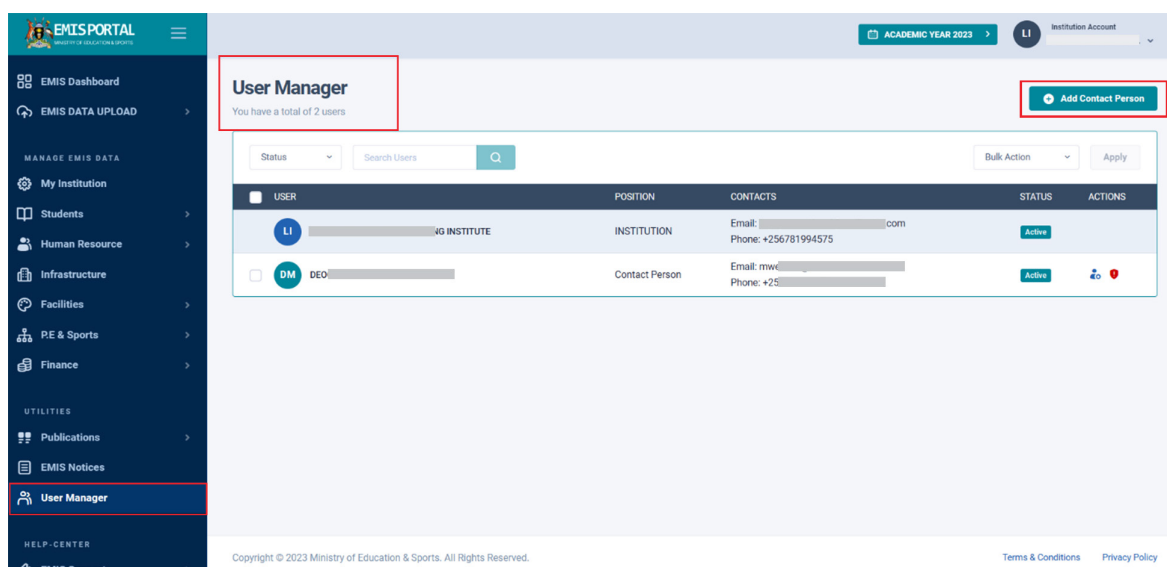 EMIS PORTAL
MINISTRY OF EDUCATION & SPORTS
ACADEMIC YEAR 2023
LI
Institution Account
EMIS Dashboard
EMIS DATA UPLOAD
MANAGE EMIS DATA
My Institution
Students
Human Resource
Infrastructure
Facilities
P.E & Sports
Finance
UTILITIES
Publications
EMIS Notices
User Manager
HELP-CENTER
User Manager
You have a total of 2 users
Add Contact Person
Status
Search Users
Bulk Action
Apply
USER POSITION CONTACTS STATUS ACTIONS
LI NG INSTITUTE INSTITUTION Email: com Active
Phone: +256781994575
DM DEO Contact Person Email: mwe Active
Phone: +25
Copyright © 2023 Ministry of Education & Sports. All Rights Reserved.
Terms & Conditions Privacy Policy